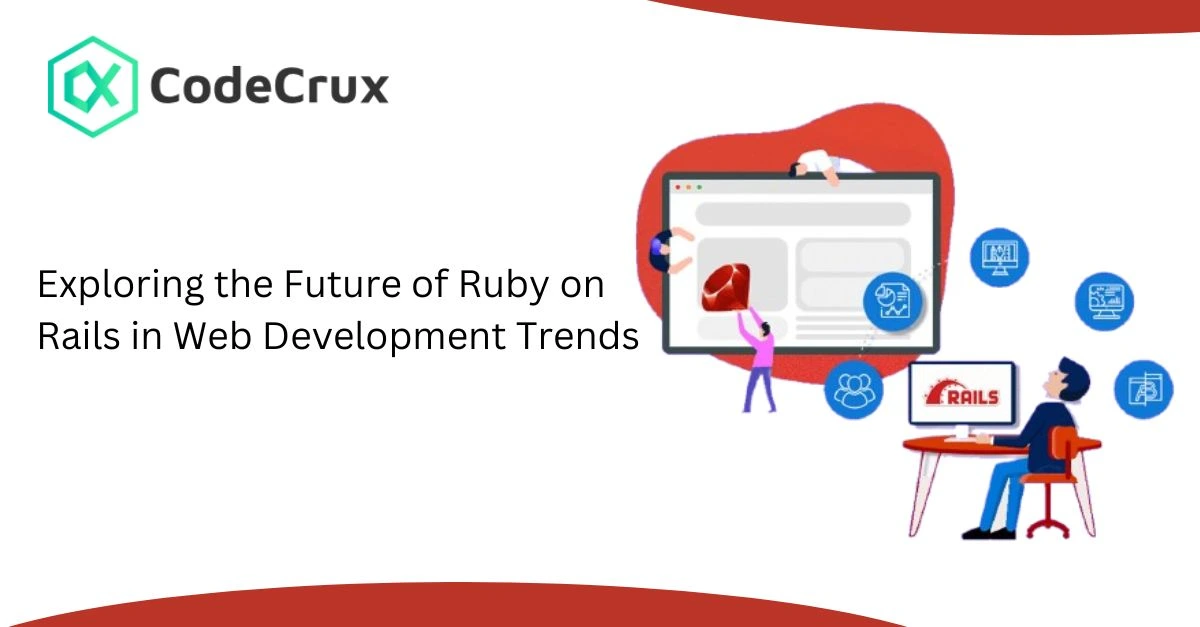 CodeCrux
Exploring the Future of Ruby on
Rails in Web Development Trends
RAILS